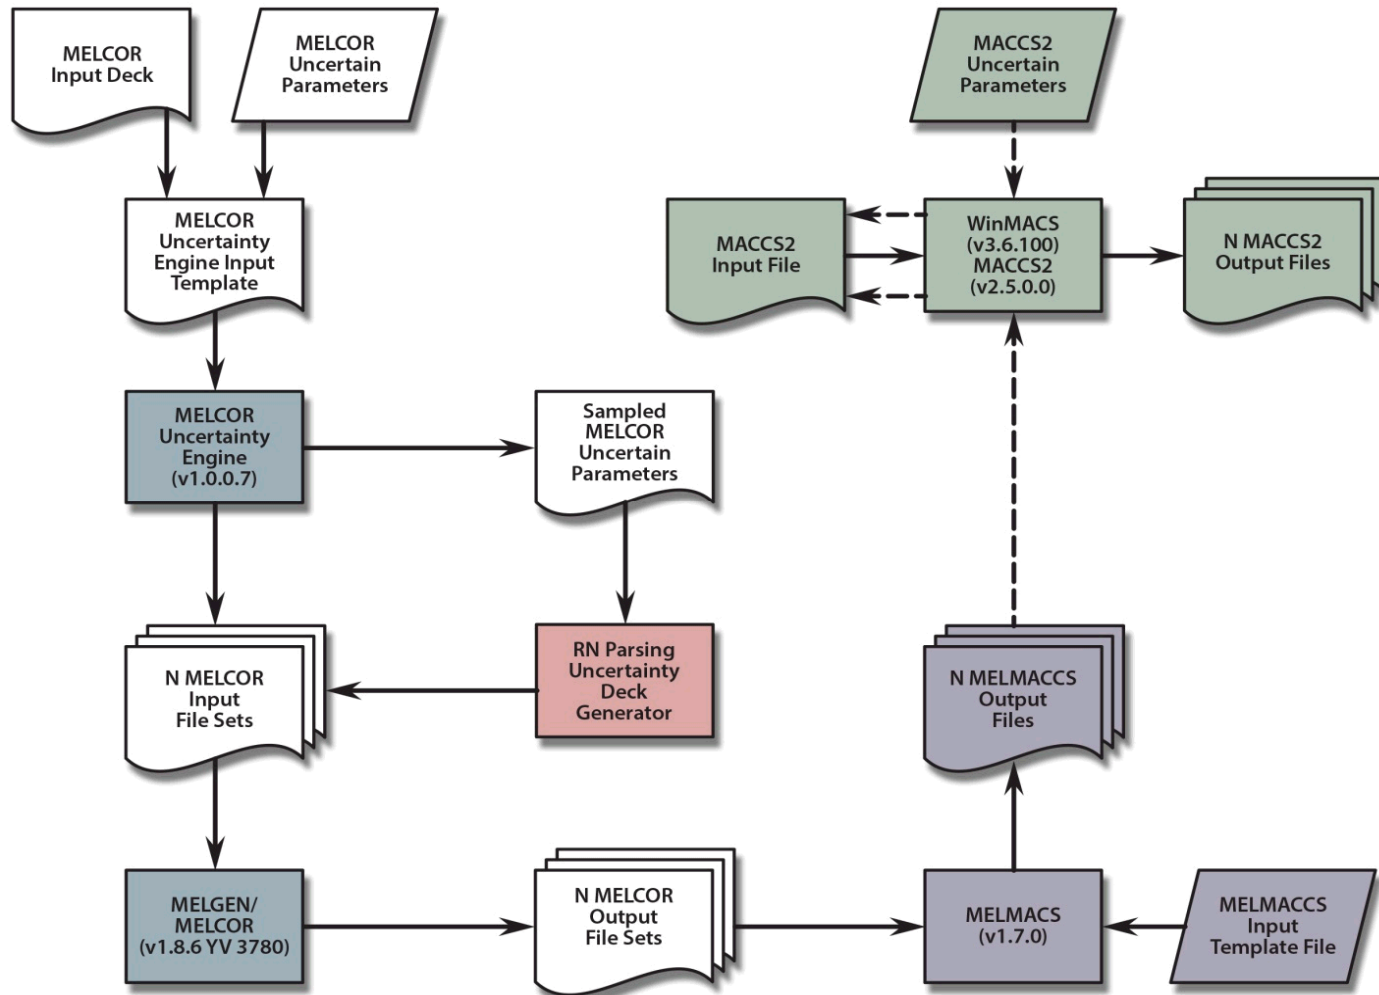 MELCOR
Input Deck
MELCOR
Uncertain
Parameters
MACCS2
Uncertain
Parameters
MELCOR
Uncertainty
Engine Input
Template
MACCS2
Input File
WinMACS
(v3.6.100)
MACCS2
(v2.5.0.0)
N MACCS2
Output Files
MELCOR
Uncertainty
Engine
(v1.0.0.7)
Sampled
MELCOR
Uncertain
Parameters
N MELCOR
Input
File Sets
RN Parsing
Uncertainty
Deck
Generator
N MELMACCS
Output
Files
MELGEN/
MELCOR
(v1.8.6 YV 3780)
N MELCOR
Output
File Sets
MELMACS
(v1.7.0)
MELMACCS
Input
Template File